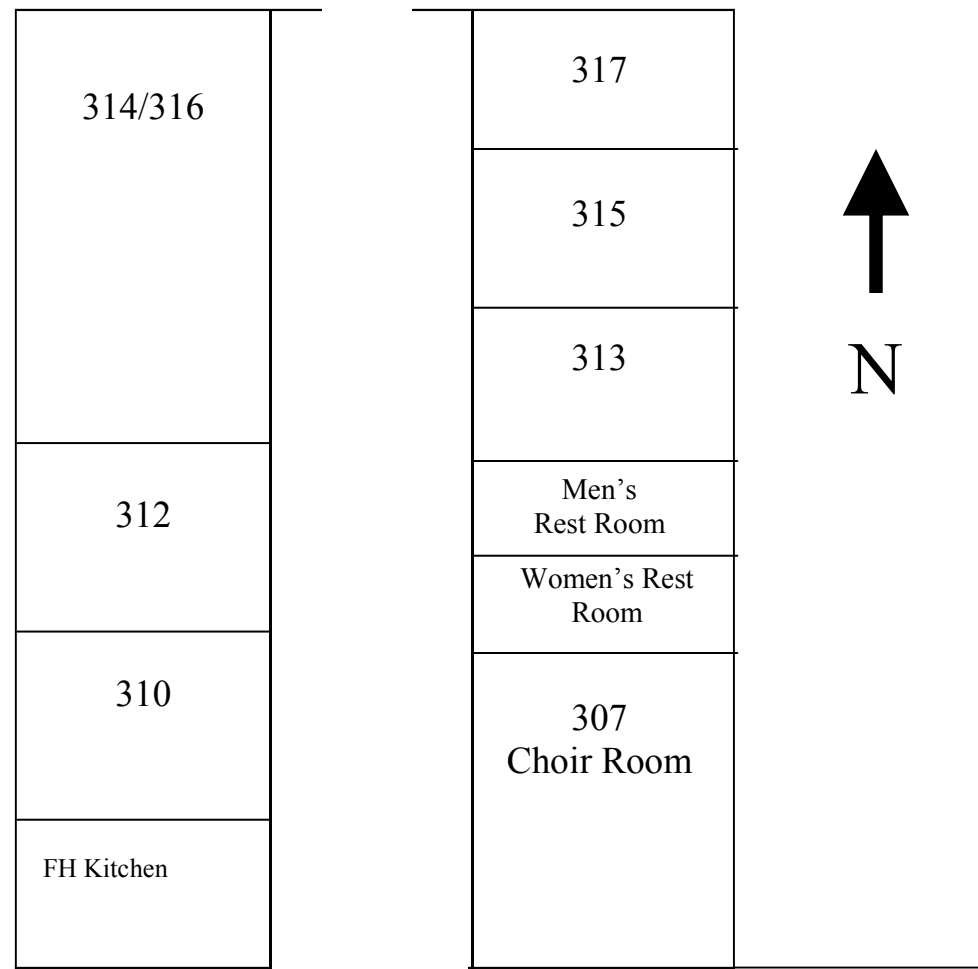 314/316
312
310
FH Kitchen
317
315
313
Men’s
Rest Room
Women’s Rest
Room
307
Choir Room
N